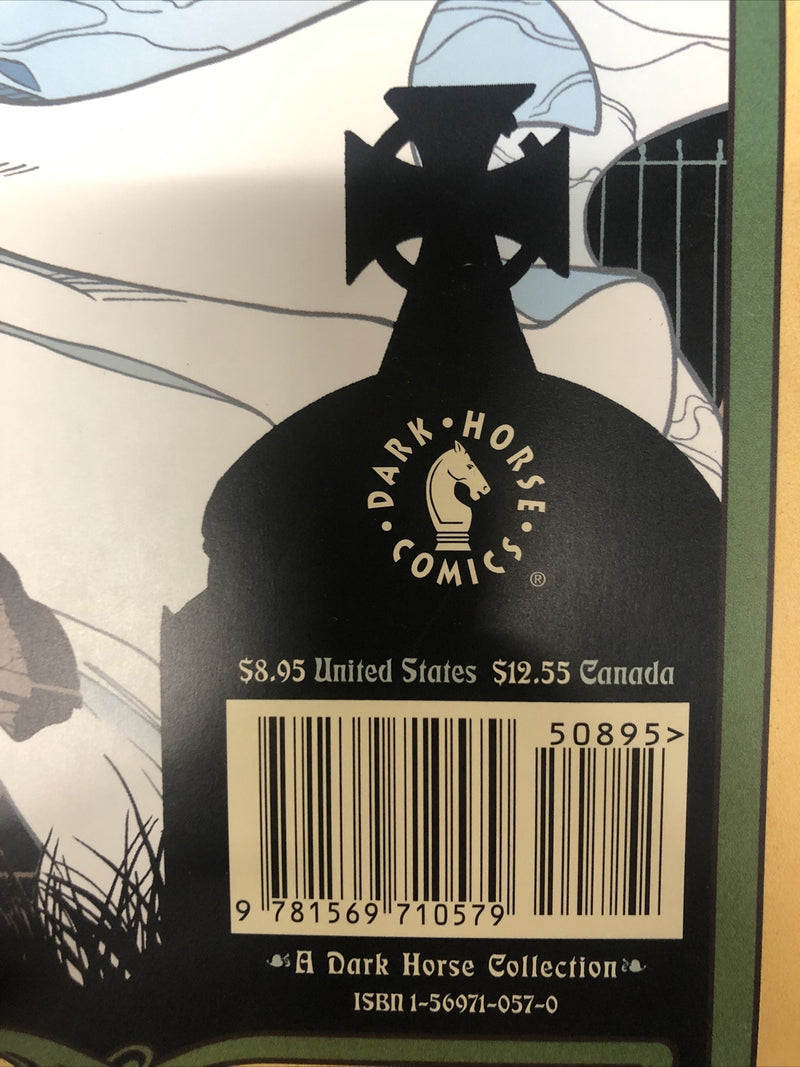 DARK • HORSE • COMICS •
®
$8.95 United States $12.55 Canada
50895>
9 781569 710579
A Dark Horse Collection
ISBN 1-56971-057-0